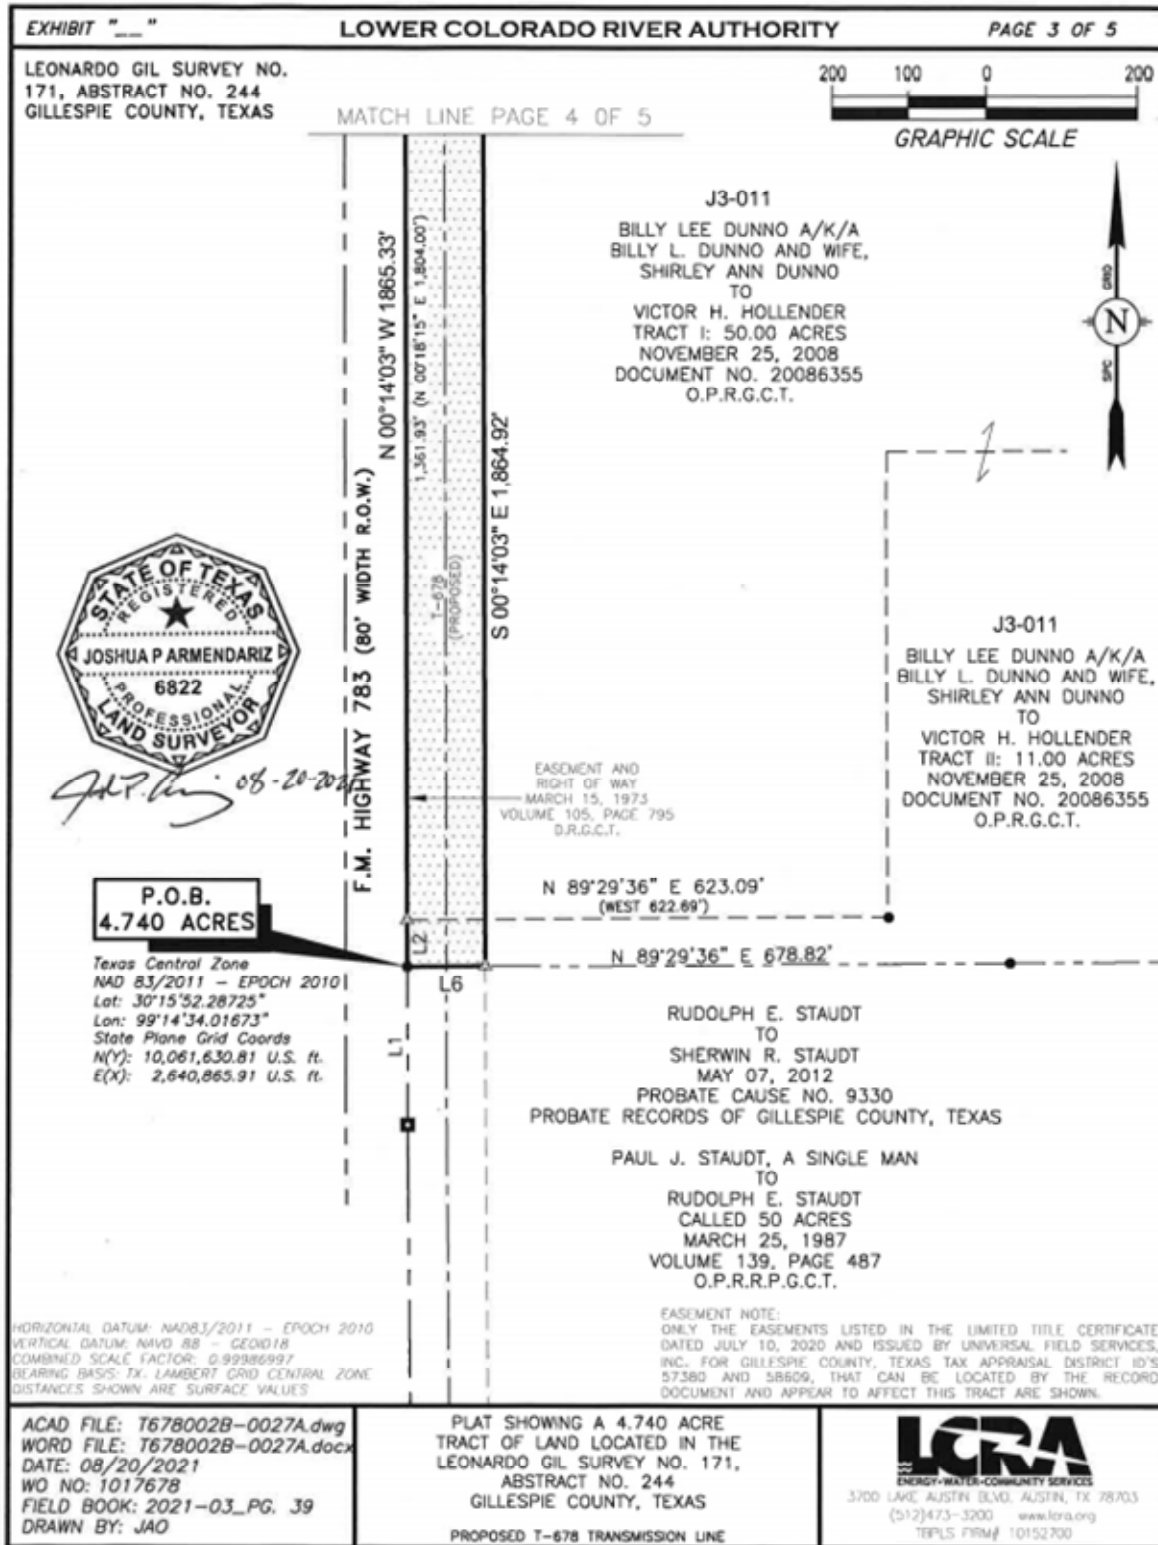 EXHIBIT "__"
LOWER COLORADO RIVER AUTHORITY
PAGE 3 OF 5
LEONARDO GIL SURVEY NO.
171, ABSTRACT NO. 244
GILLESPIE COUNTY, TEXAS
MATCH LINE PAGE 4 OF 5
200 100 0 200
GRAPHIC SCALE
GRID
N
SPC
J3-011
BILLY LEE DUNNO A/K/A
BILLY L. DUNNO AND WIFE,
SHIRLEY ANN DUNNO
TO
VICTOR H. HOLLENDER
TRACT I: 50.00 ACRES
NOVEMBER 25, 2008
DOCUMENT NO. 20086355
O.P.R.G.C.T.
N 00°14'03" W 1865.33'
1,361.93' (N 00°18'15" E 1,804.00')
S 00°14'03" E 1,864.92'
T-678
(PROPOSED)
F.M. HIGHWAY 783 (80' WIDTH R.O.W.)
STATE OF TEXAS
REGISTERED
JOSHUA P ARMENDARIZ
6822
PROFESSIONAL
LAND SURVEYOR
08-20-2021
J3-011
BILLY LEE DUNNO A/K/A
BILLY L. DUNNO AND WIFE,
SHIRLEY ANN DUNNO
TO
VICTOR H. HOLLENDER
TRACT II: 11.00 ACRES
NOVEMBER 25, 2008
DOCUMENT NO. 20086355
O.P.R.G.C.T.
EASEMENT AND
RIGHT OF WAY
MARCH 15, 1973
VOLUME 105, PAGE 795
D.R.G.C.T.
P.O.B.
4.740 ACRES
N 89°29'36" E 623.09'
(WEST 622.69')
L2
N 89°29'36" E 678.82'
L6
L1
Texas Central Zone
NAD 83/2011 - EPOCH 2010
Lat: 30°15'52.28725"
Lon: 99°14'34.01673"
State Plane Grid Coords
N(Y): 10,061,630.81 U.S. ft.
E(X): 2,640,865.91 U.S. ft.
RUDOLPH E. STAUDT
TO
SHERWIN R. STAUDT
MAY 07, 2012
PROBATE CAUSE NO. 9330
PROBATE RECORDS OF GILLESPIE COUNTY, TEXAS
PAUL J. STAUDT, A SINGLE MAN
TO
RUDOLPH E. STAUDT
CALLED 50 ACRES
MARCH 25, 1987
VOLUME 139, PAGE 487
O.P.R.R.P.G.C.T.
HORIZONTAL DATUM: NAD83/2011 - EPOCH 2010
VERTICAL DATUM: NAVD 88 - GEOID18
COMBINED SCALE FACTOR: 0.99986997
BEARING BASIS: TX. LAMBERT GRID CENTRAL ZONE
DISTANCES SHOWN ARE SURFACE VALUES
EASEMENT NOTE:
ONLY THE EASEMENTS LISTED IN THE LIMITED TITLE CERTIFICATE
DATED JULY 10, 2020 AND ISSUED BY UNIVERSAL FIELD SERVICES,
INC. FOR GILLESPIE COUNTY, TEXAS TAX APPRAISAL DISTRICT ID'S
57380 AND 58609, THAT CAN BE LOCATED BY THE RECORD
DOCUMENT AND APPEAR TO AFFECT THIS TRACT ARE SHOWN.
ACAD FILE: T678002B-0027A.dwg
WORD FILE: T678002B-0027A.docx
DATE: 08/20/2021
WO NO: 1017678
FIELD BOOK: 2021-03_PG. 39
DRAWN BY: JAO
PLAT SHOWING A 4.740 ACRE
TRACT OF LAND LOCATED IN THE
LEONARDO GIL SURVEY NO. 171,
ABSTRACT NO. 244
GILLESPIE COUNTY, TEXAS
PROPOSED T-678 TRANSMISSION LINE
LCRA
ENERGY•WATER•COMMUNITY SERVICES
3700 LAKE AUSTIN BLVD. AUSTIN, TX 78703
(512)473-3200 www.lcra.org
TBPLS FIRM# 10152700